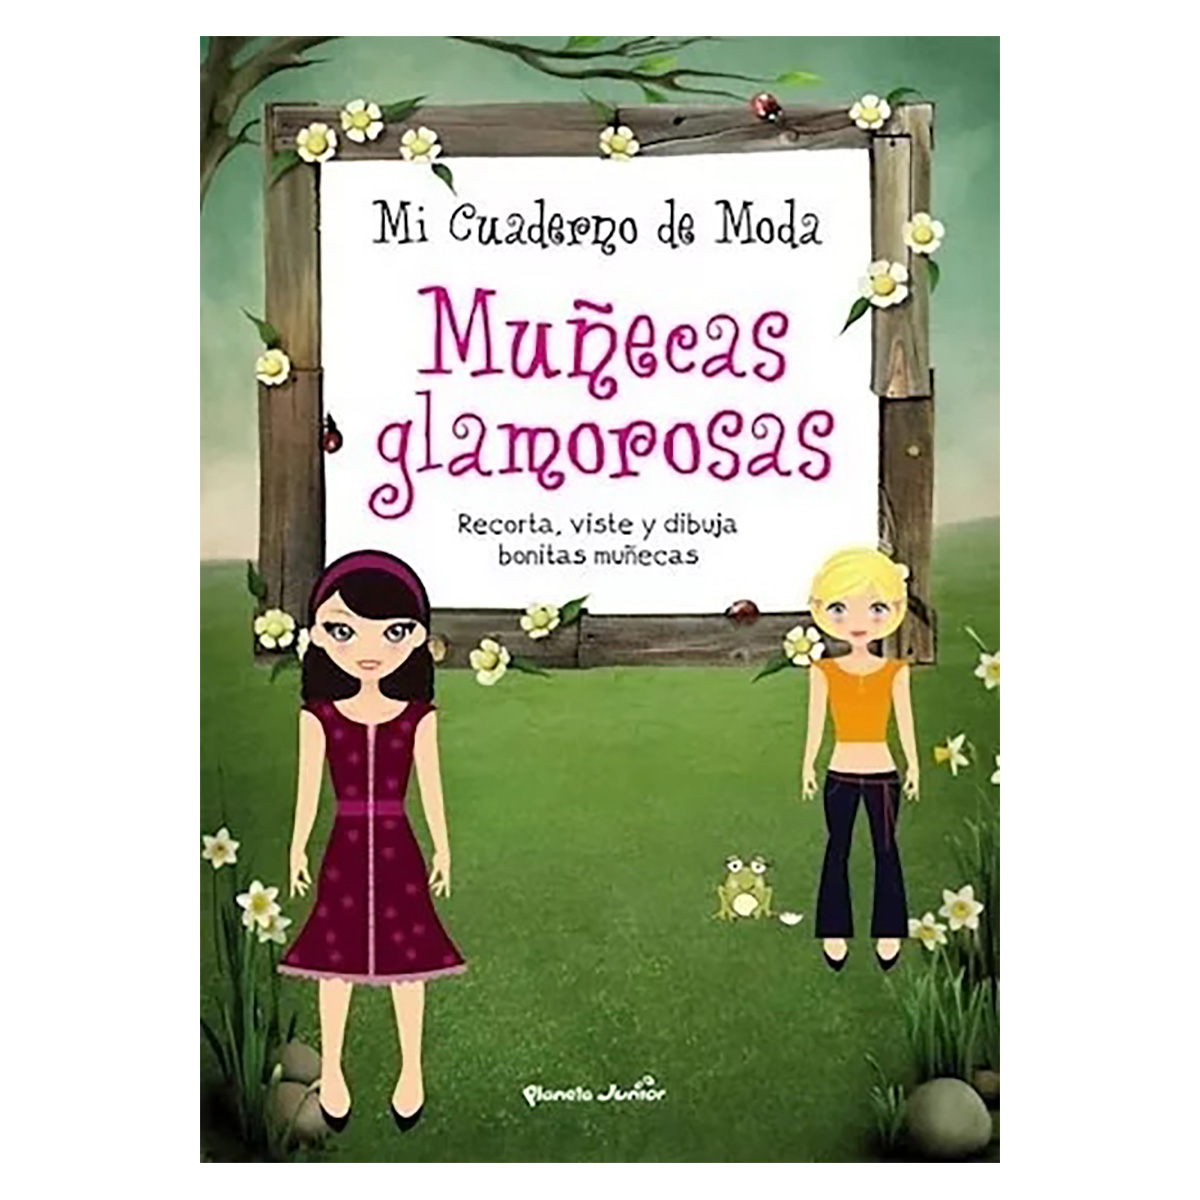 Mi Cuaderno de Moda
Muñecas
glamorosas
Recorta, viste y dibuja
bonitas muñecas
Planeta Junior